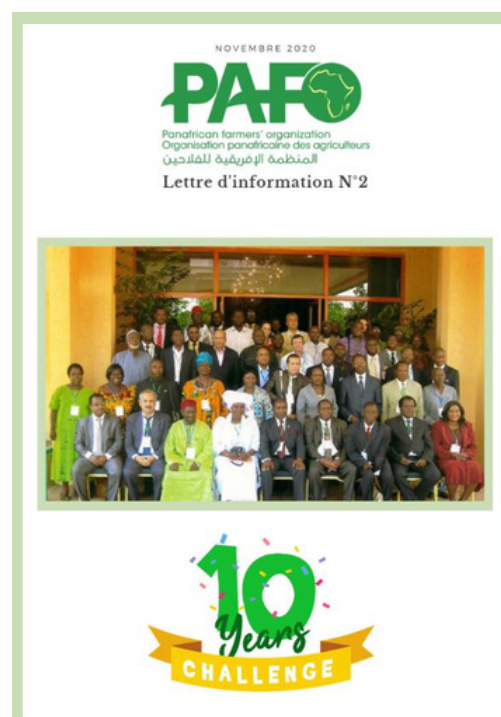 NOVEMBRE 2020
PAFO
Panafrican farmers' organization
Organisation panafricaine des agriculteurs
المنظمة الإفريقية للفلاحين
Lettre d'information N°2
10
Years
CHALLENGE